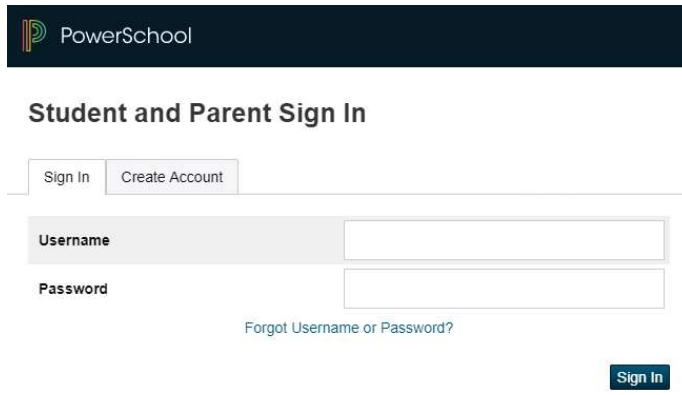 PowerSchool
Student and Parent Sign In
Sign In Create Account
Username
Password
Forgot Username or Password?
Sign In